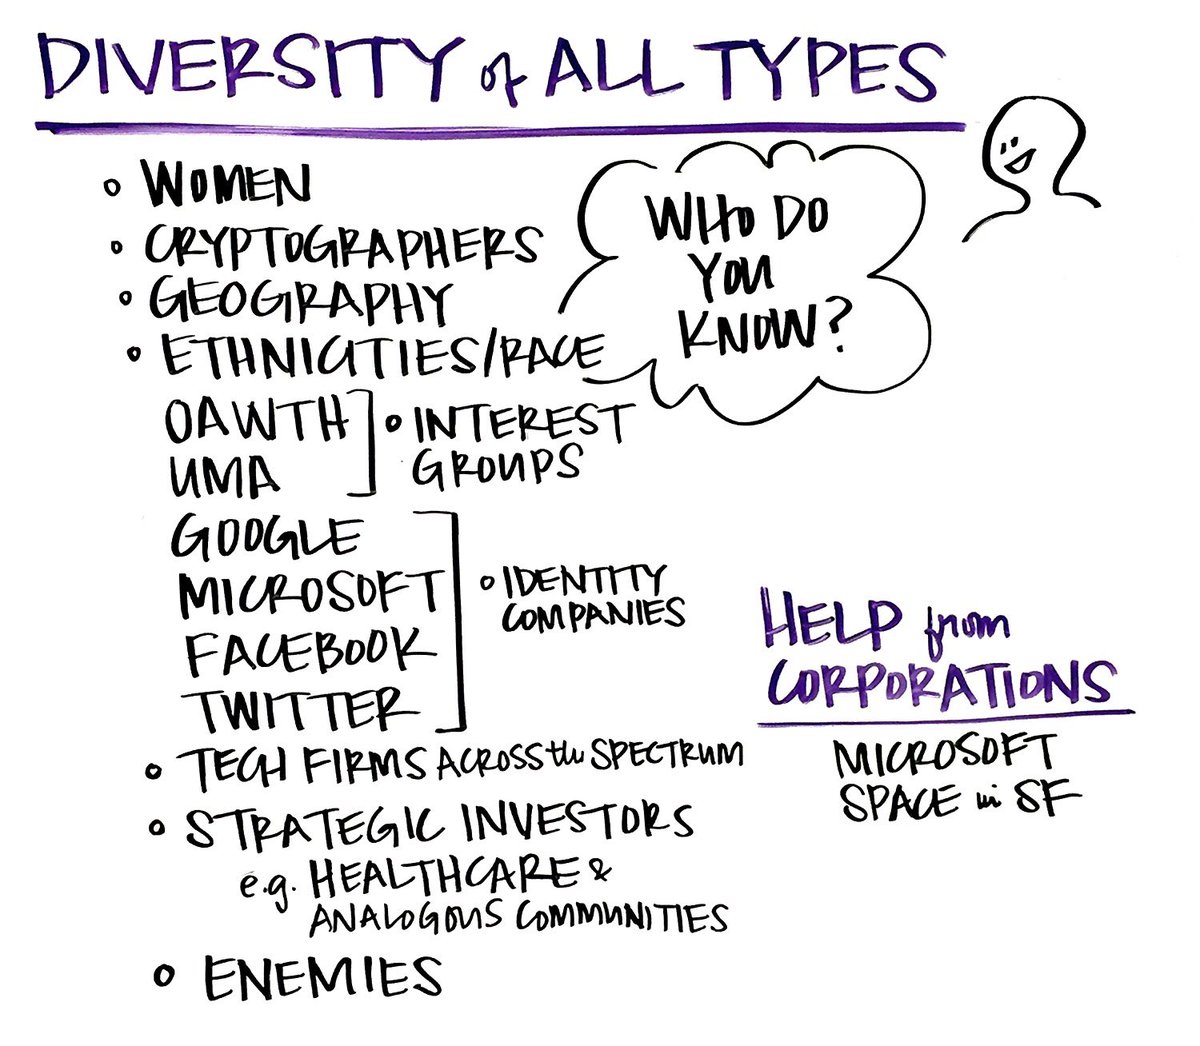 DIVERSITY of ALL TYPES
WOMEN
CRYPTOGRAPHERS
GEOGRAPHY
ETHNICITIES/RACE
OAWTH
UMA
INTEREST
GROUPS
GOOGLE
MICROSOFT
FACEBOOK
TWITTER
IDENTITY
COMPANIES
TECH FIRMS ACROSS the SPECTRUM
STRATEGIC INVESTORS
e.g. HEALTHCARE &
ANALOGOUS COMMUNITIES
ENEMIES
WHO DO
YOU
KNOW?
HELP from
CORPORATIONS
MICROSOFT
SPACE in SF